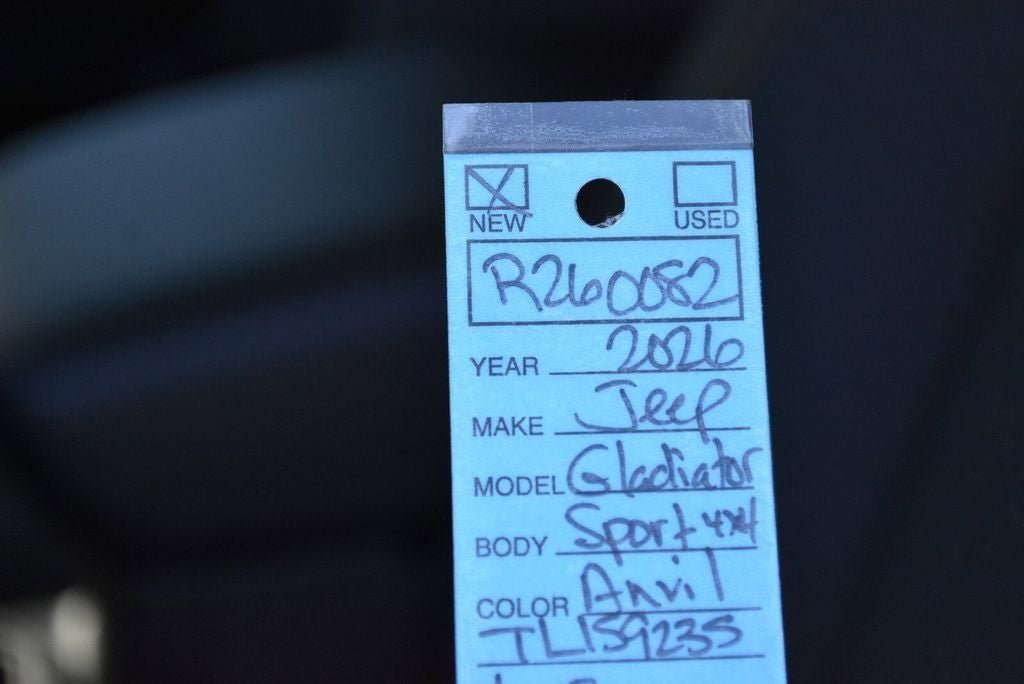 NEW USED
R260082
YEAR 2026
MAKE Jeep
MODEL Gladiator
BODY Sport 4x4
COLOR Anvil
TL159235